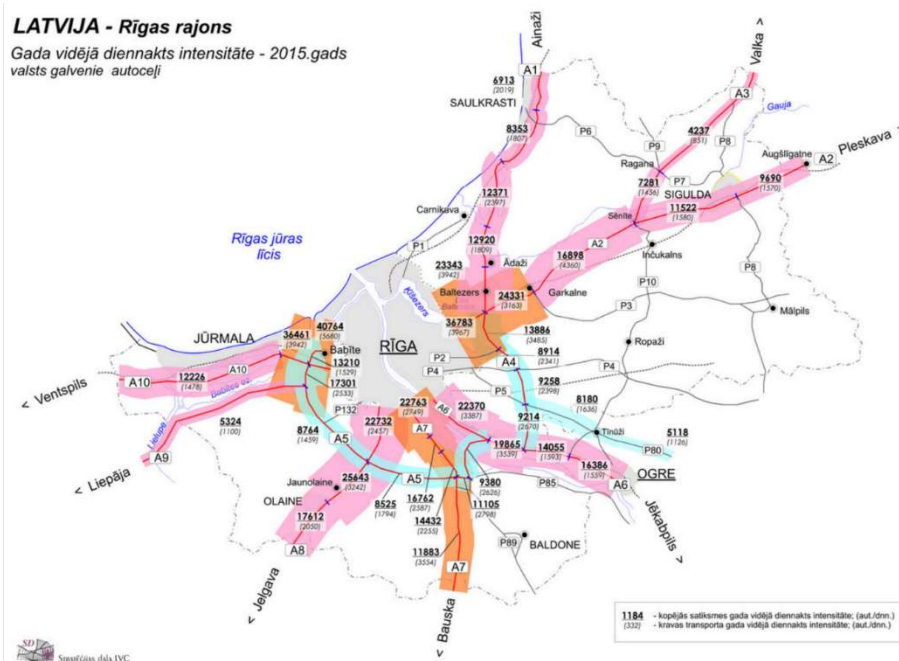 LATVIJA - Rīgas rajons
Gada vidējā diennakts intensitāte - 2015.gads
valsts galvenie autoceļi
Ainaži
Valka >
A1
6913
(2019)
SAULKRASTI
A3
Gauja
Pleskava >
8353
(1807)
P6
4237
(851)
P8
P9
Augšlīgatne
A2
Ragana
9690
(1570)
P7
7281
(1436)
SIGULDA
12371
(2397)
11522
(1580)
Carnikava
Sēnīte
Rīgas jūras
līcis
P1
12920
(1809)
A2
16898
(4360)
Inčukalns
23343
(3942)
Ādaži
P8
Ķīšezers
Baltezers
24331
(3163)
Garkalne
P10
P3
Mālpils
36783
(3967)
13886
(3485)
40764
(5680)
36461
(3942)
JŪRMALA
RĪGA
Ropaži
Babīte
P2
8914
(2341)
13210
(1529)
P4
A4
P4
< Ventspils
A10
12226
(1478)
A10
Babītes ez.
17301
(2533)
P5
9258
(2398)
22763
(2749)
22370
(3387)
8180
(1636)
5324
(1100)
P132
A6
Lielupe
22732
(2457)
9214
(2670)
5118
(1126)
A7
Tīnūži
8764
(1459)
A5
19865
(3539)
14055
(1593)
P80
A9
< Liepāja
16386
(1559)
OGRE
25643
(3242)
A5
9380
(2626)
P85
A6
Jaunolaine
OLAINE
8525
(1794)
16762
(2587)
11105
(2798)
17612
(2050)
14432
(2255)
Jēkabpils >
A8
11883
(3554)
P89
BALDONE
< Jelgava
A7
< Bauska
1184 - kopējās satiksmes gada vidējā diennakts intensitāte; (aut./dnn.)
(332) - kravas transporta gada vidējā diennakts intensitāte; (aut./dnn.)
SD
daļa LVC